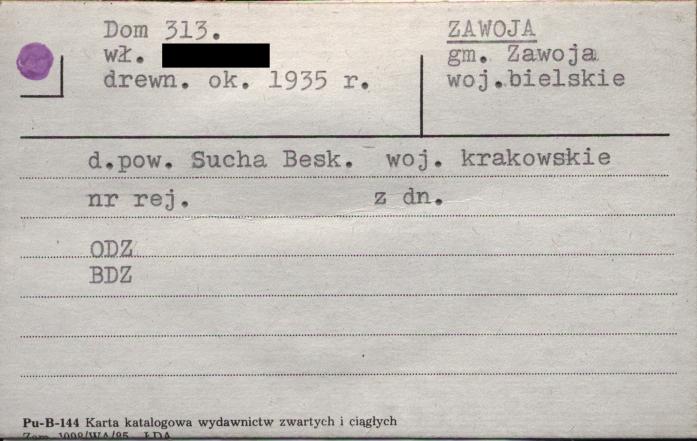 Dom 313.
wł.
drewn. ok. 1935 r.
ZAWOJA
gm. Zawoja
woj.bielskie
d.pow. Sucha Besk. woj. krakowskie
nr rej. z dn.
ODZ
BDZ
Pu-B-144 Karta katalogowa wydawnictw zwartych i ciągłych